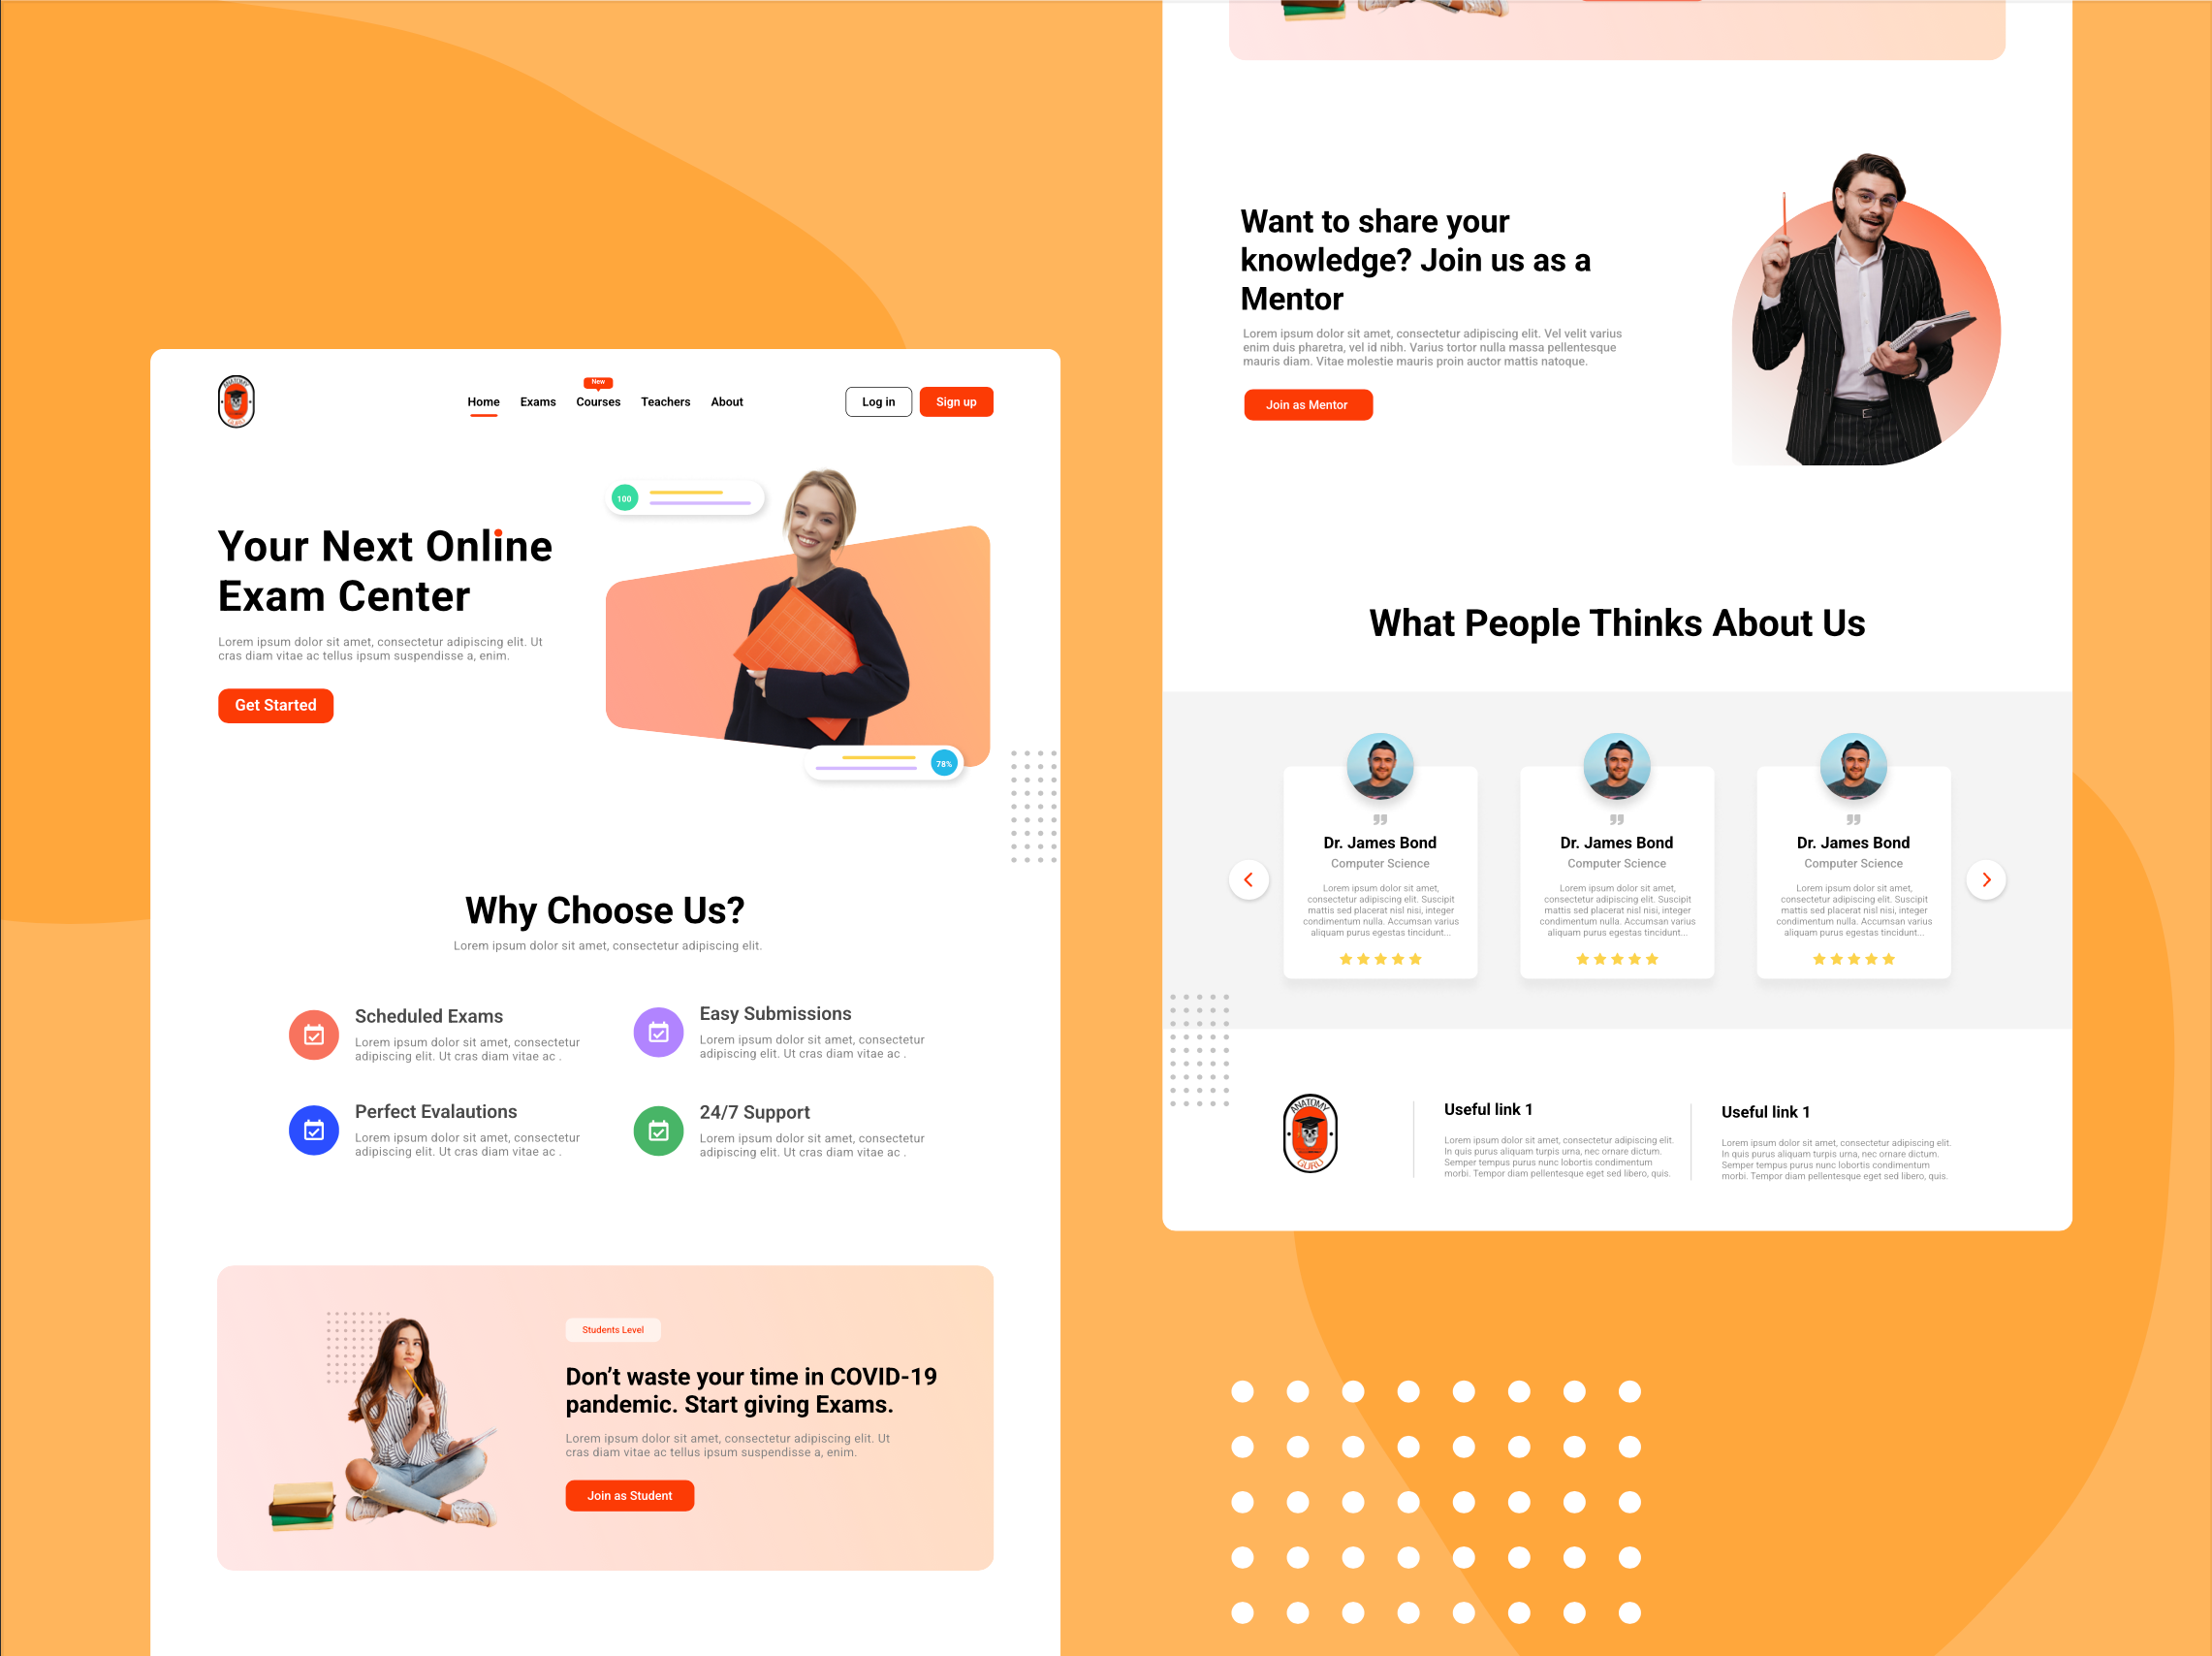 ANATOMY
GURU
Home
Exams
New
Courses
Teachers
About
Log in
Sign up
Your Next Online
Exam Center
Lorem ipsum dolor sit amet, consectetur adipiscing elit. Ut
cras diam vitae ac tellus ipsum suspendisse a, enim.
Get Started
100
78%
Why Choose Us?
Lorem ipsum dolor sit amet, consectetur adipiscing elit.
Scheduled Exams
Lorem ipsum dolor sit amet, consectetur
adipiscing elit. Ut cras diam vitae ac .
Easy Submissions
Lorem ipsum dolor sit amet, consectetur
adipiscing elit. Ut cras diam vitae ac .
Perfect Evalautions
Lorem ipsum dolor sit amet, consectetur
adipiscing elit. Ut cras diam vitae ac .
24/7 Support
Lorem ipsum dolor sit amet, consectetur
adipiscing elit. Ut cras diam vitae ac .
Students Level
Don’t waste your time in COVID-19
pandemic. Start giving Exams.
Lorem ipsum dolor sit amet, consectetur adipiscing elit. Ut
cras diam vitae ac tellus ipsum suspendisse a, enim.
Join as Student
Want to share your
knowledge? Join us as a
Mentor
Lorem ipsum dolor sit amet, consectetur adipiscing elit. Vel velit varius
enim duis pharetra, vel id nibh. Varius tortor nulla massa pellentesque
mauris diam. Vitae molestie mauris proin auctor mattis natoque.
Join as Mentor
What People Thinks About Us
Dr. James Bond
Computer Science
Lorem ipsum dolor sit amet,
consectetur adipiscing elit. Suscipit
mattis sed placerat nisl nisi, integer
condimentum nulla. Accumsan varius
aliquam purus egestas tincidunt...
Dr. James Bond
Computer Science
Lorem ipsum dolor sit amet,
consectetur adipiscing elit. Suscipit
mattis sed placerat nisl nisi, integer
condimentum nulla. Accumsan varius
aliquam purus egestas tincidunt...
Dr. James Bond
Computer Science
Lorem ipsum dolor sit amet,
consectetur adipiscing elit. Suscipit
mattis sed placerat nisl nisi, integer
condimentum nulla. Accumsan varius
aliquam purus egestas tincidunt...
ANATOMY
GURU
Useful link 1
Lorem ipsum dolor sit amet, consectetur adipiscing elit.
In quis purus aliquam turpis urna, nec ornare dictum.
Semper tempus purus nunc lobortis condimentum
morbi. Tempor diam pellentesque eget sed libero, quis.
Useful link 1
Lorem ipsum dolor sit amet, consectetur adipiscing elit.
In quis purus aliquam turpis urna, nec ornare dictum.
Semper tempus purus nunc lobortis condimentum
morbi. Tempor diam pellentesque eget sed libero, quis.